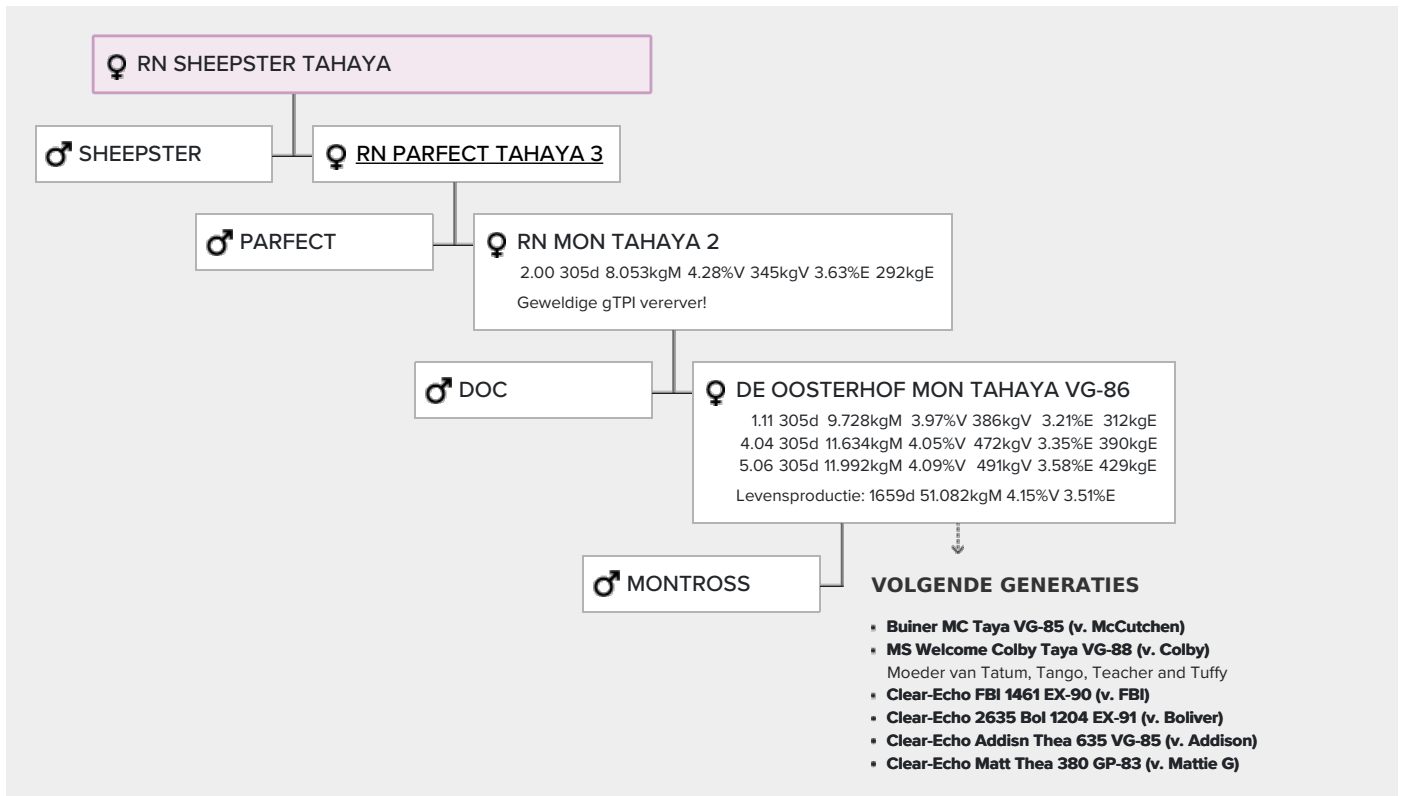 RN SHEEPSTER TAHAYA
SHEEPSTER
RN PARFECT TAHAYA 3
PARFECT
RN MON TAHAYA 2
2.00 305d 8.053kgM 4.28%V 345kgV 3.63%E 292kgE
Geweldige gTPI vererver!
DOC
DE OOSTERHOF MON TAHAYA VG-86
1.11 305d 9.728kgM 3.97%V 386kgV 3.21%E 312kgE
4.04 305d 11.634kgM 4.05%V 472kgV 3.35%E 390kgE
5.06 305d 11.992kgM 4.09%V 491kgV 3.58%E 429kgE
Levensproductie: 1659d 51.082kgM 4.15%V 3.51%E
MONTROSS
VOLGENDE GENERATIES
Buiner MC Taya VG-85 (v. McCutchen)
MS Welcome Colby Taya VG-88 (v. Colby)
Moeder van Tatum, Tango, Teacher and Tuffy
Clear-Echo FBI 1461 EX-90 (v. FBI)
Clear-Echo 2635 Bol 1204 EX-91 (v. Boliver)
Clear-Echo Addisn Thea 635 VG-85 (v. Addison)
Clear-Echo Matt Thea 380 GP-83 (v. Mattie G)